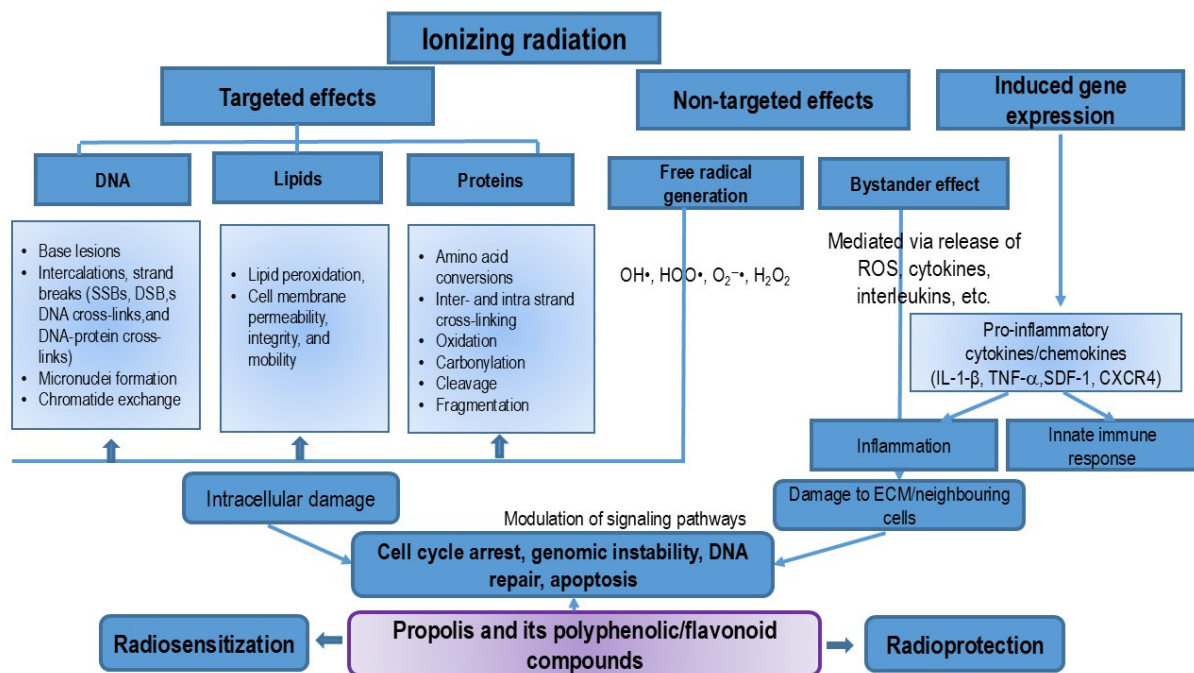 Ionizing radiation
Targeted effects
Non-targeted effects
Induced gene
expression
DNA
Lipids
Proteins
Free radical
generation
Bystander effect
• Base lesions
• Intercalations, strand
breaks (SSBs, DSB,s
DNA cross-links,and
DNA-protein cross-
links)
• Micronuclei formation
• Chromatide exchange
• Lipid peroxidation,
• Cell membrane
permeability,
integrity, and
mobility
• Amino acid
conversions
• Inter- and intra strand
cross-linking
• Oxidation
• Carbonylation
• Cleavage
• Fragmentation
OH•, HOO•, O₂⁻•, H₂O₂
Mediated via release of
ROS, cytokines,
interleukins, etc.
Pro-inflammatory
cytokines/chemokines
(IL-1-β, TNF-α,SDF-1, CXCR4)
Inflammation
Innate immune
response
Intracellular damage
Damage to ECM/neighbouring
cells
Modulation of signaling pathways
Cell cycle arrest, genomic instability, DNA
repair, apoptosis
Radiosensitization
Propolis and its polyphenolic/flavonoid
compounds
Radioprotection